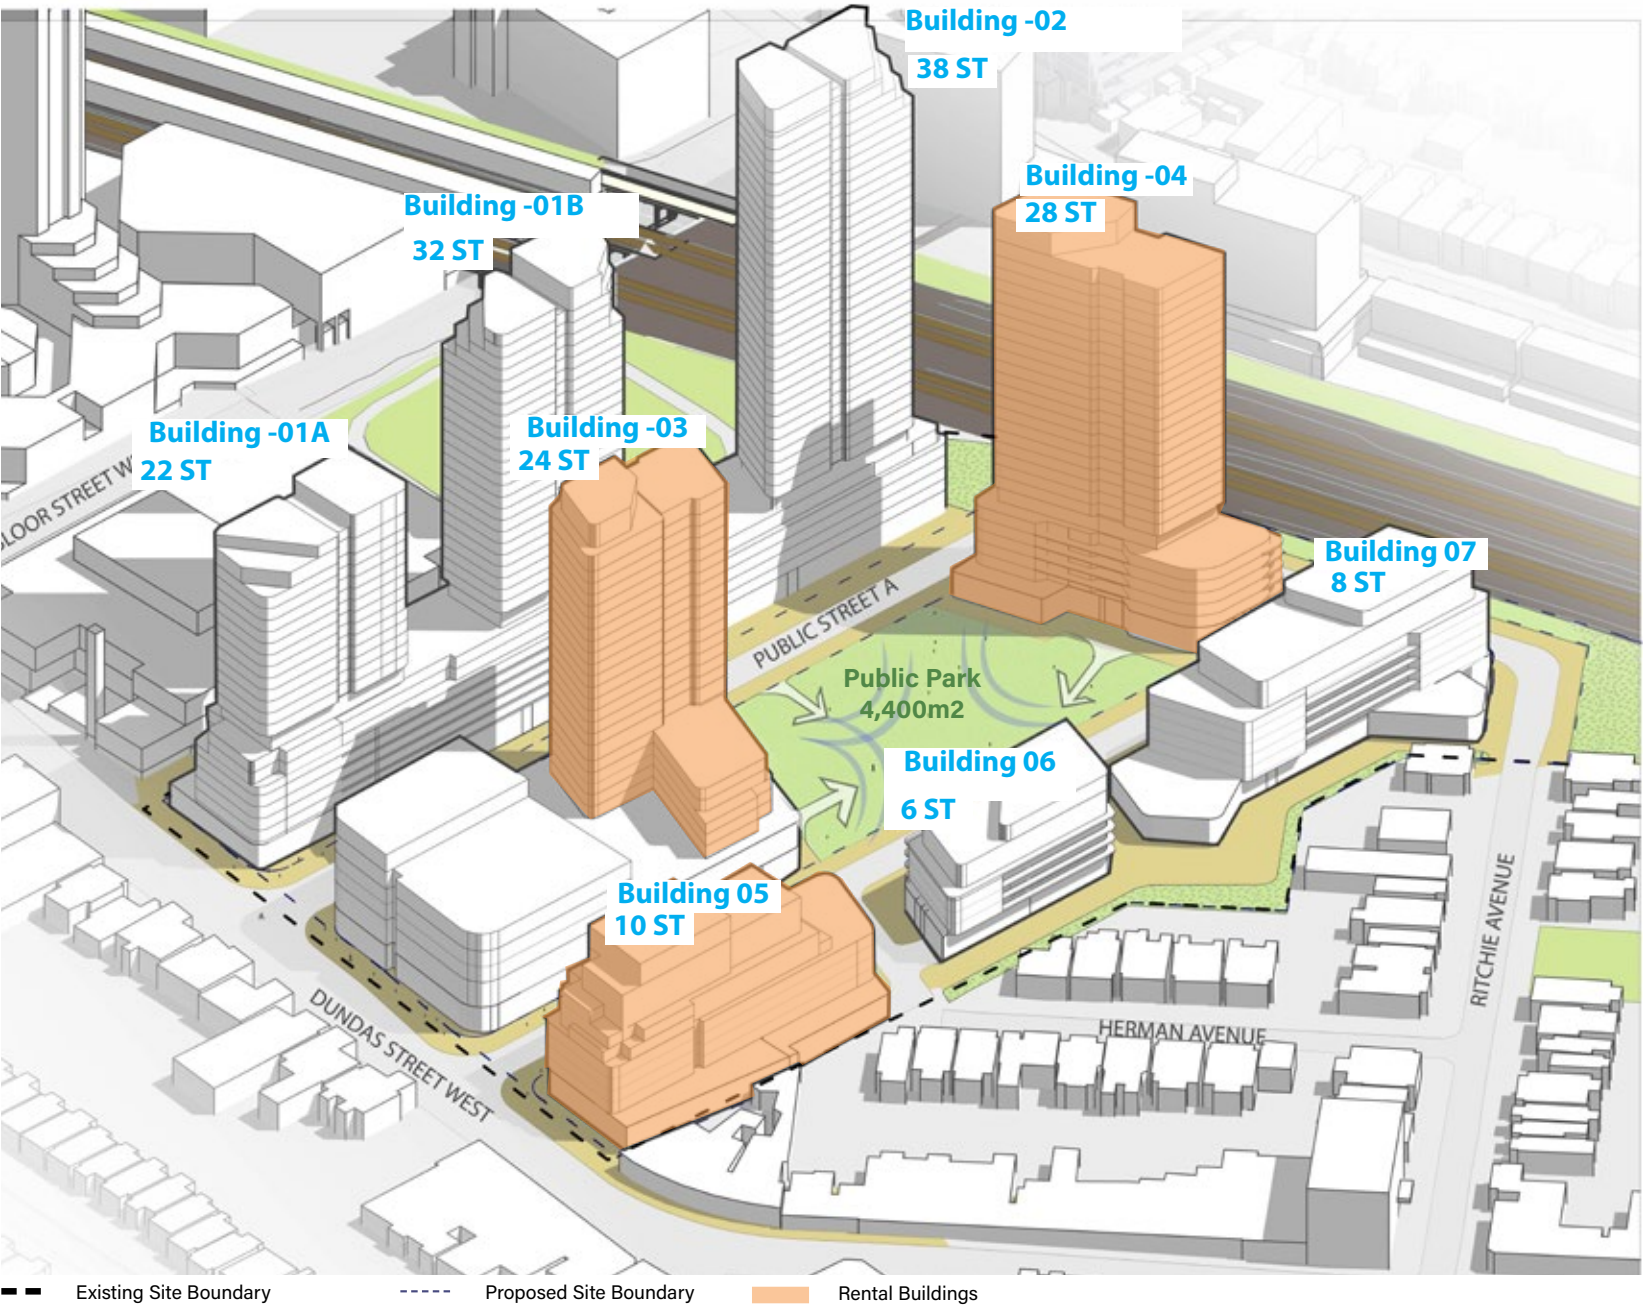 Building -02
38 ST
Building -04
28 ST
Building -01B
32 ST
Building -03
24 ST
Building -01A
22 ST
LOOR STREET W
Building 07
8 ST
PUBLIC STREET A
Public Park
4,400m2
Building 06
6 ST
Building 05
10 ST
RITCHIE AVENUE
HERMAN AVENUE
DUNDAS STREET WEST
Existing Site Boundary
Proposed Site Boundary
Rental Buildings